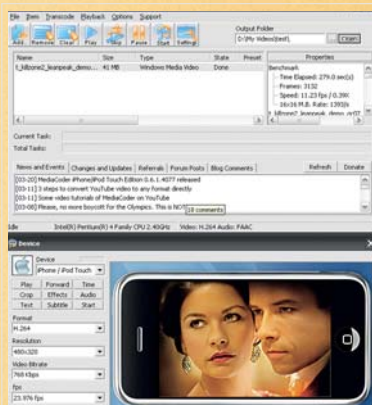 File Item Transcode Playback Options Support
Output Folder
Add.. Remove Clear Play Skip Pause Start Settings D:\My Videos\test\ Open
Name Size Type State Preset Properties
t_killzone2_leanpeak_demo... 41 MB Windows Media Video Done Benchmark
Time Elapsed: 279.0 sec(s)
Frames: 3132
Speed: 11.23 fps / 0.39X
16x16 M.B. Rate: 13930/s
Current Task:
Total Tasks:
News and Events Changes and Updates Referrals Forum Posts Blog Comments Refresh Donate
[03-20] MediaCoder iPhone/iPod Touch Edition 0.6.1.4077 released
[03-11] 3 steps to convert YouTube video to any format directly
[03-11] Some video tutorials of MediaCoder on YouTube
[03-08] Please, no more boycott for the Olympics. This is NOT
18 comments
Idle Intel(R) Pentium(R) 4 Family CPU 2.40GHz Video: H.264 Audio: FAAC
Device
Device
iPhone / iPod Touch
Play Forward Time
Crop Effects Audio
Text Subtitle Start
Format
H.264
Resolution
480x320
Video Bitrate
768 Kbps
Fps
23.976 fps